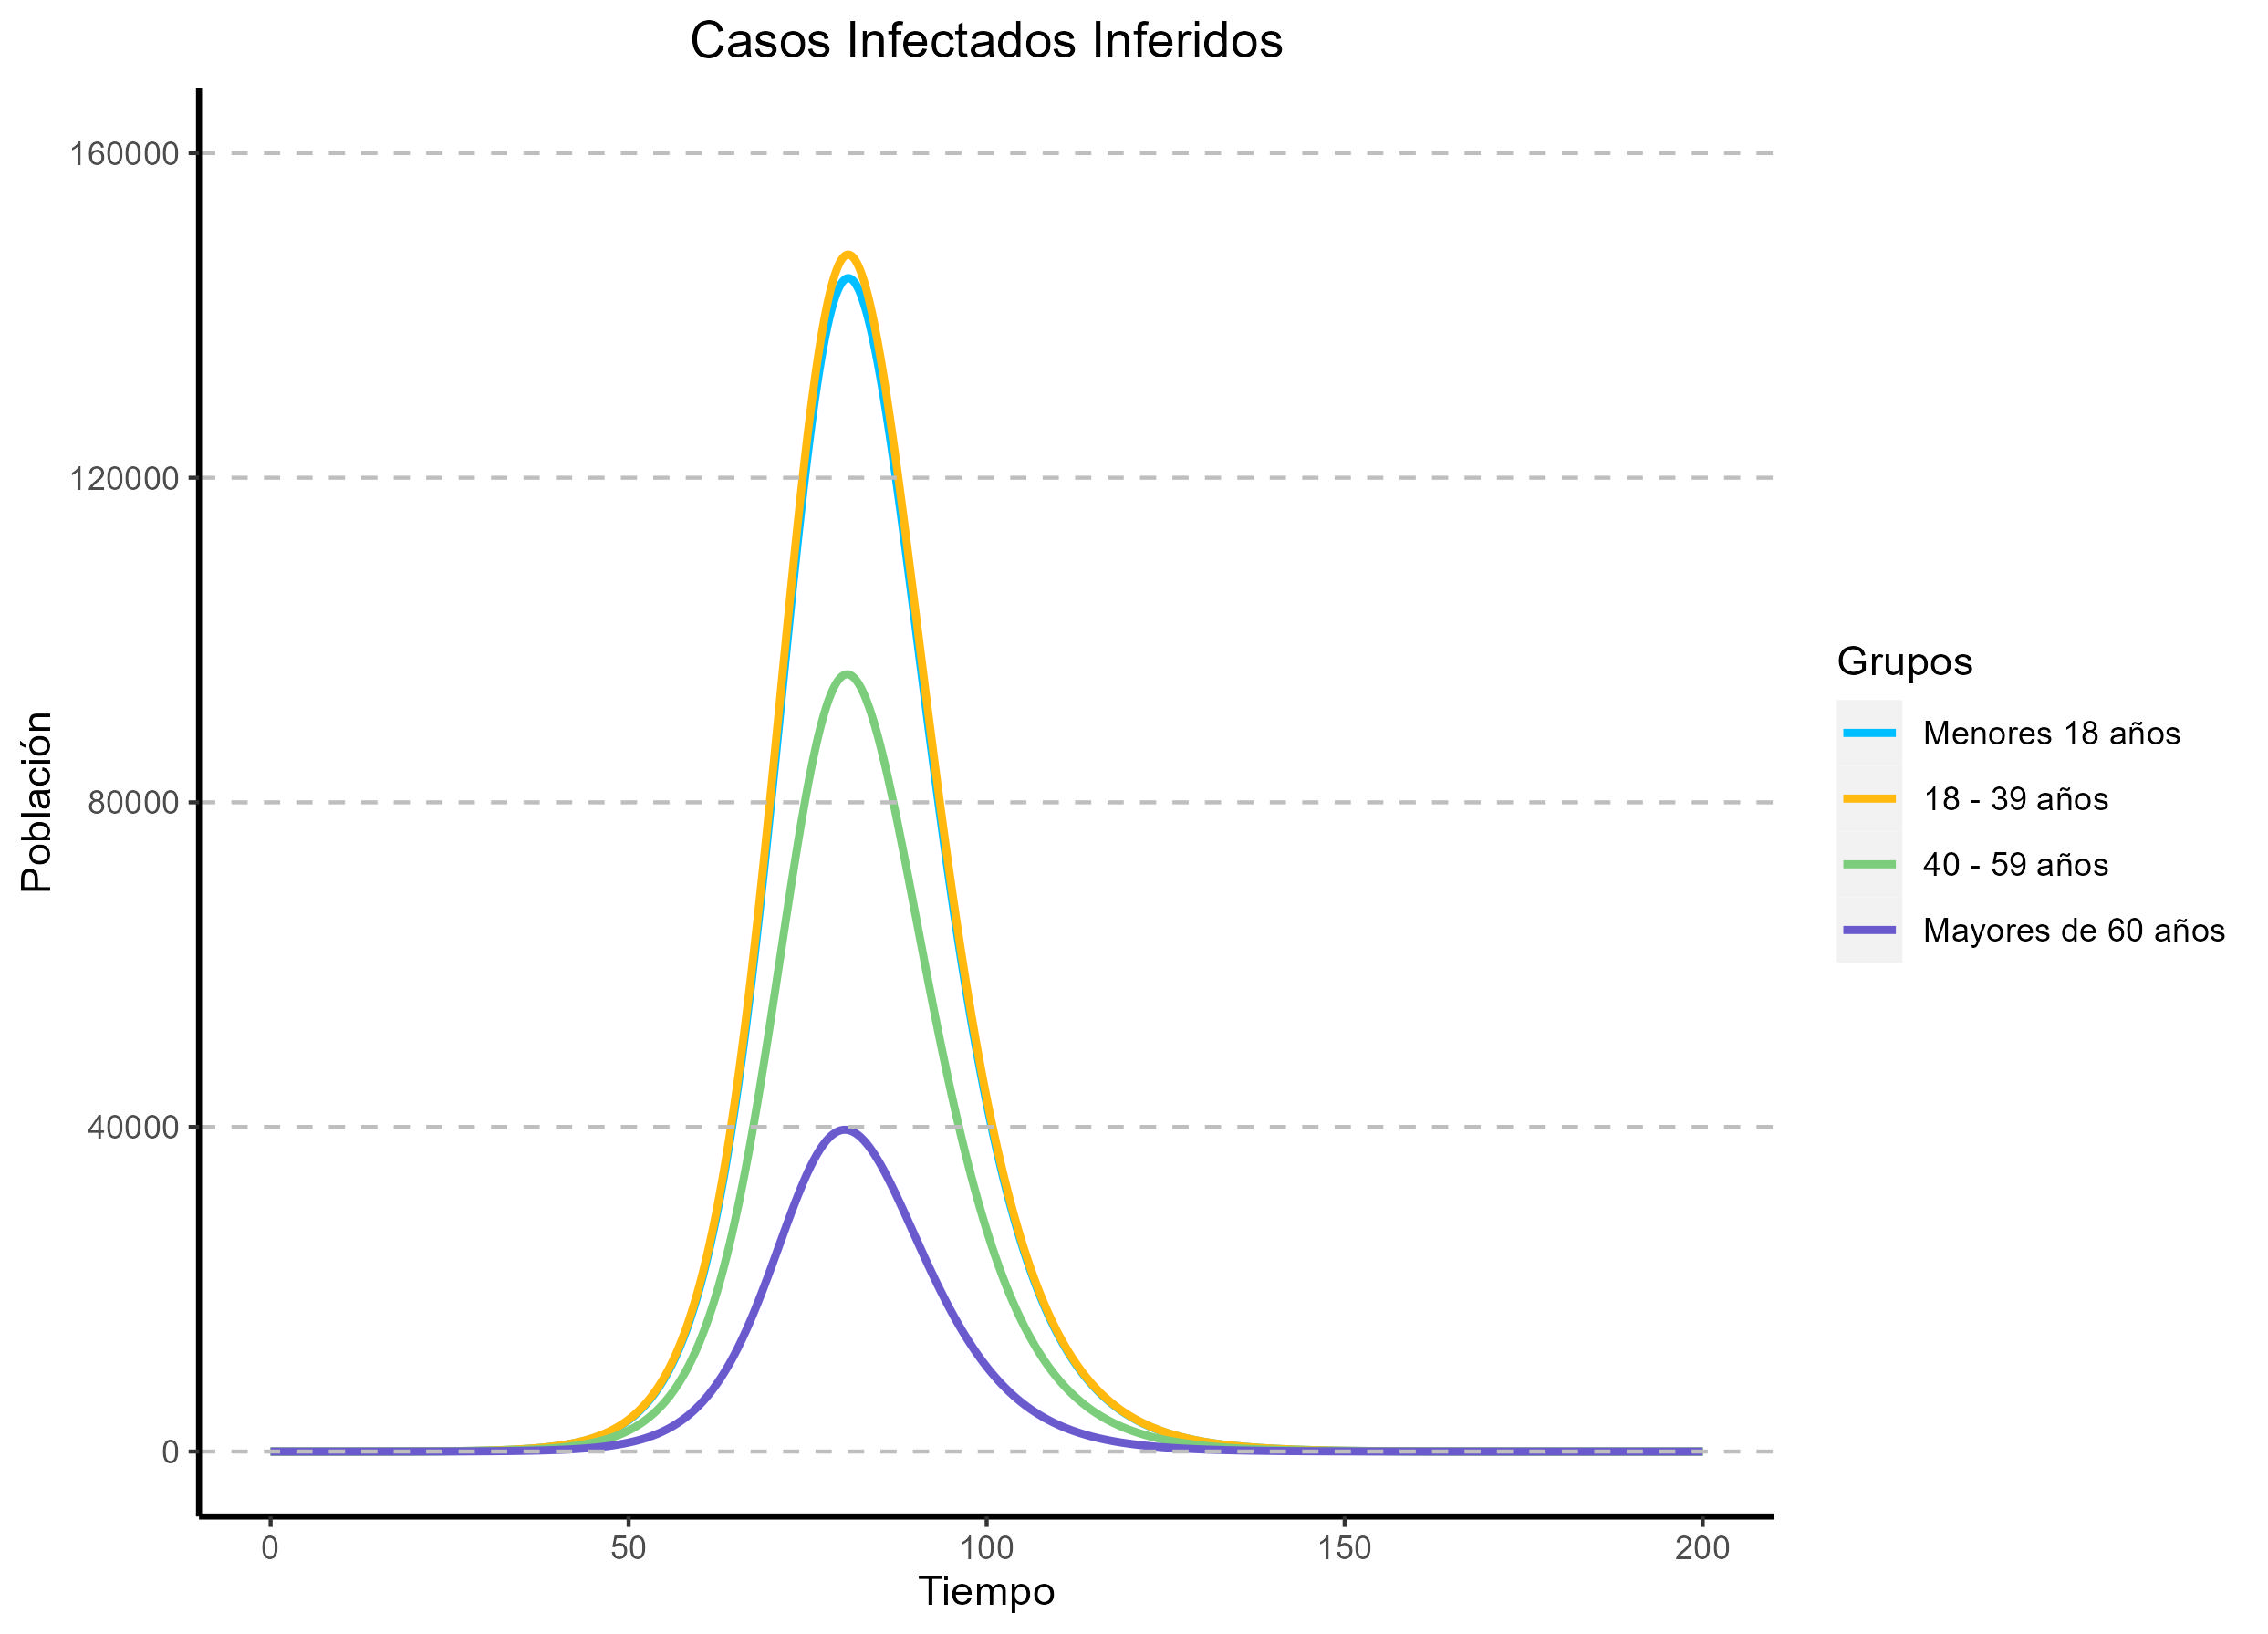 Casos Infectados Inferidos
160000
120000
80000
40000
0
Población
0 50 100 150 200
Tiempo
Grupos
Menores 18 años
18 - 39 años
40 - 59 años
Mayores de 60 años